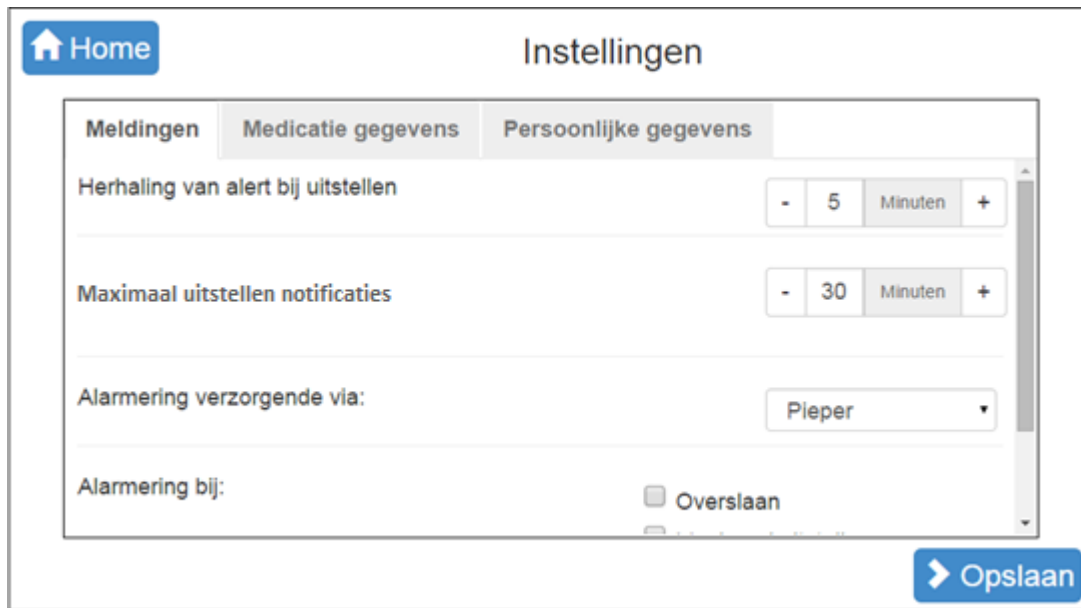 Home
Instellingen
Meldingen Medicatie gegevens Persoonlijke gegevens
Herhaling van alert bij uitstellen - 5 Minuten +
Maximaal uitstellen notificaties - 30 Minuten +
Alarmering verzorgende via: Pieper
Alarmering bij: Overslaan
Opslaan